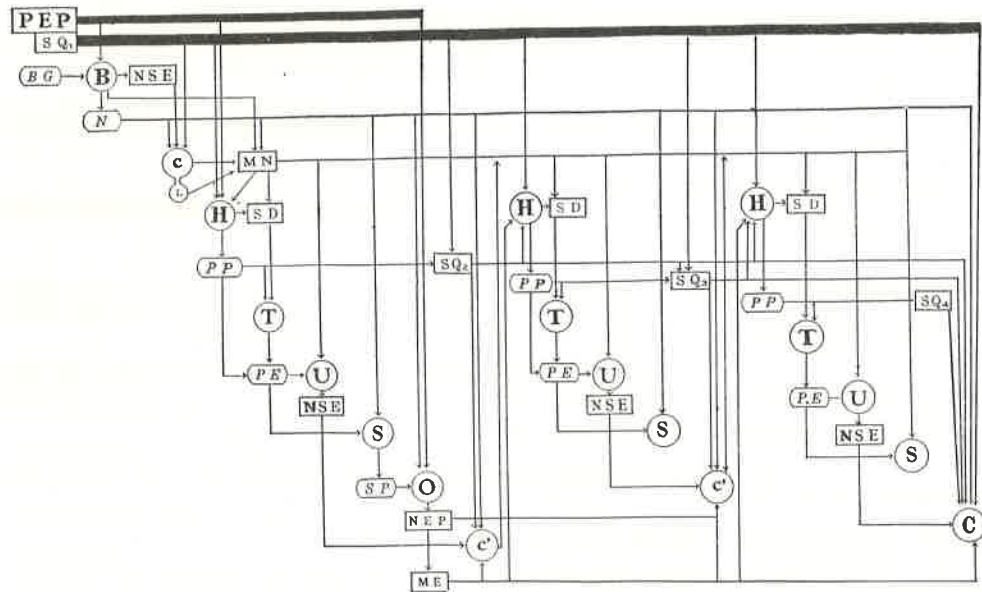 PEP
SQ₁
BG B NSE
N
c MN
L
H SD H SD H SD
PP SQ₂ PP SQ₃ PP SQ₄
T T T
PE U PE U P.E U
NSE NSE NSE
S S S
SP O c'
NEP C
c'
ME